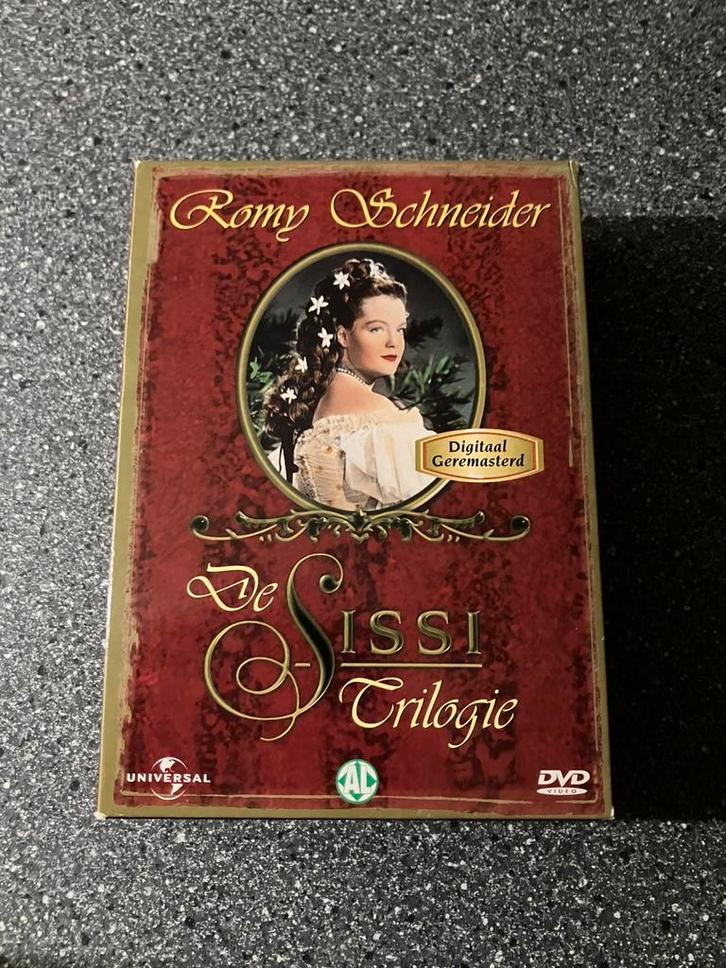 Romy Schneider
Digitaal
Geremasterd
De
SISSI
Trilogie
UNIVERSAL
AL
DVD
VIDEO